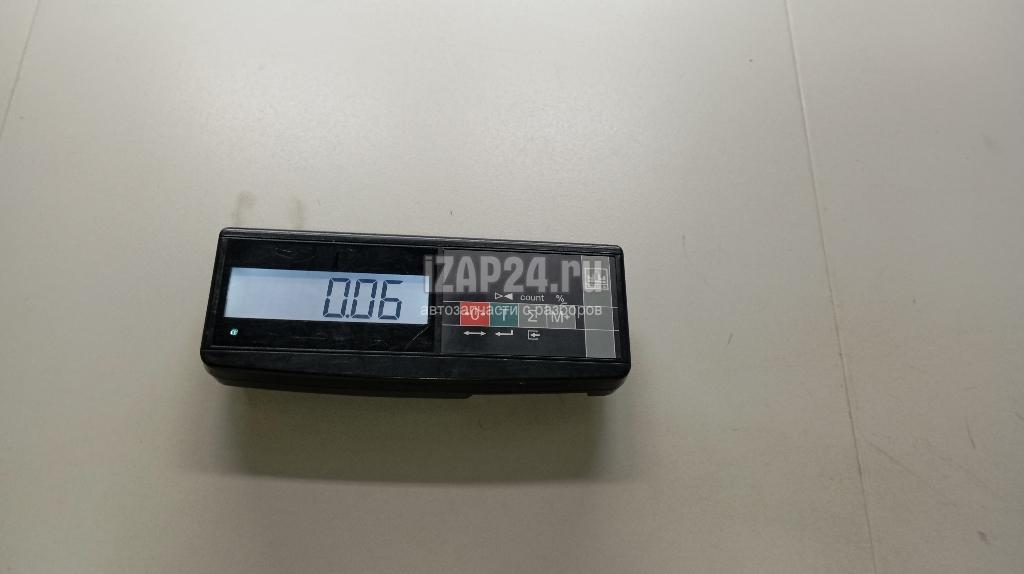 iZAP24.ru
автозапчасти с разборов
0.06
count %
→0← T Σ M+